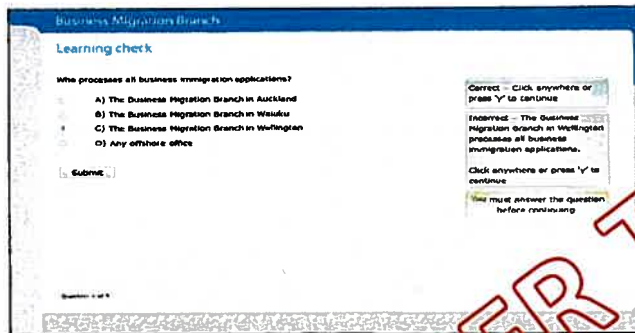 Business Migration Branch
Learning check
Who processes all business immigration applications?
A) The Business Migration Branch in Auckland
B) The Business Migration Branch in Waiuku
C) The Business Migration Branch in Wellington
D) Any offshore office
Submit
Correct - Click anywhere or
press 'y' to continue
Incorrect - The Business
Migration Branch in Wellington
processes all business
immigration applications.
Click anywhere or press 'y' to
continue
You must answer the question
before continuing
ER T